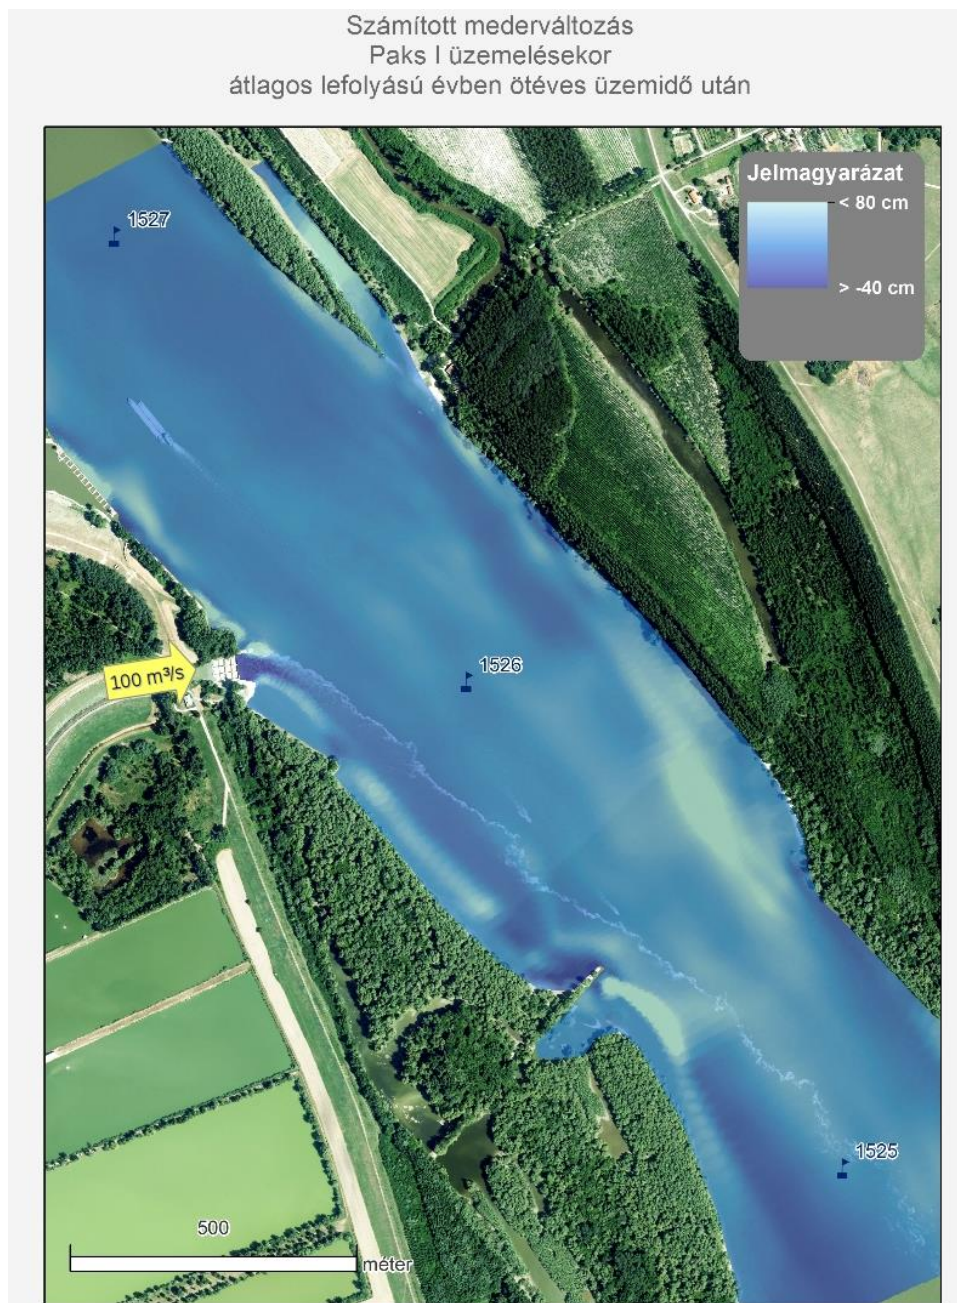 Számított mederváltozás
Paks I üzemelésekor
átlagos lefolyású évben ötéves üzemidő után
Jelmagyarázat
< 80 cm
> -40 cm
1527
1526
100 m³/s
1525
500
méter